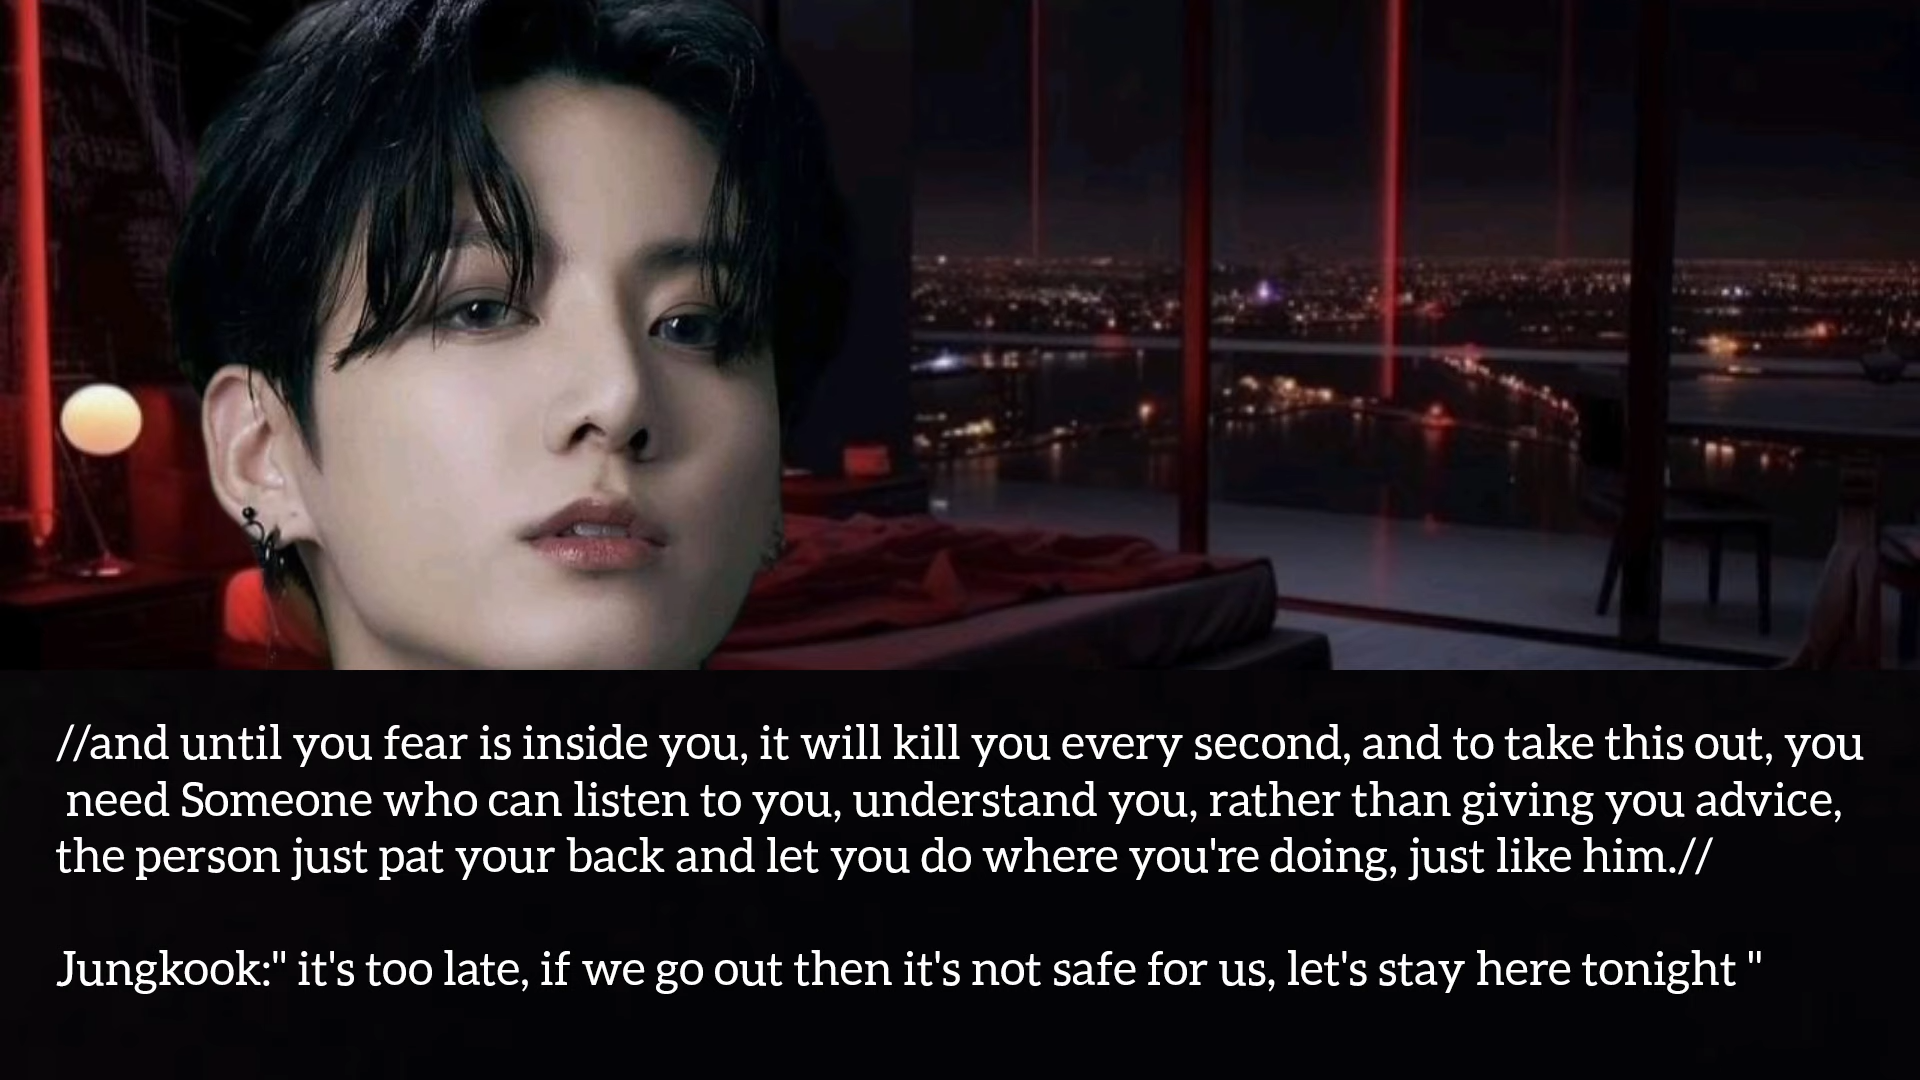 //and until you fear is inside you, it will kill you every second, and to take this out, you
need Someone who can listen to you, understand you, rather than giving you advice,
the person just pat your back and let you do where you're doing, just like him.//
Jungkook:" it's too late, if we go out then it's not safe for us, let's stay here tonight "